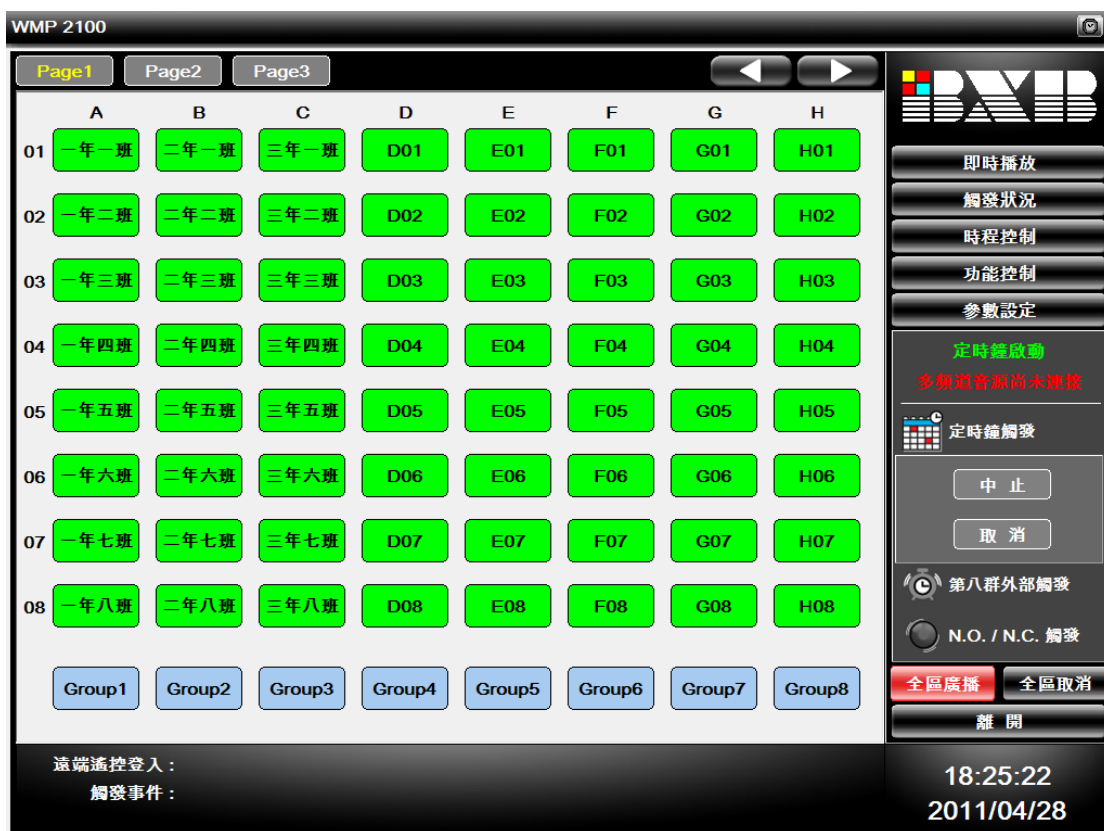 WMP 2100
Page1 Page2 Page3
A B C D E F G H
01 一年一班 二年一班 三年一班 D01 E01 F01 G01 H01
02 一年二班 二年二班 三年二班 D02 E02 F02 G02 H02
03 一年三班 二年三班 三年三班 D03 E03 F03 G03 H03
04 一年四班 二年四班 三年四班 D04 E04 F04 G04 H04
05 一年五班 二年五班 三年五班 D05 E05 F05 G05 H05
06 一年六班 二年六班 三年六班 D06 E06 F06 G06 H06
07 一年七班 二年七班 三年七班 D07 E07 F07 G07 H07
08 一年八班 二年八班 三年八班 D08 E08 F08 G08 H08
Group1 Group2 Group3 Group4 Group5 Group6 Group7 Group8
遠端遙控登入 :
觸發事件 :
BXB
即時播放
觸發狀況
時程控制
功能控制
參數設定
定時鐘啟動
多頻道音源尚未連接
定時鐘觸發
中 止
取 消
第八群外部觸發
N.O. / N.C. 觸發
全區廣播 全區取消
離 開
18:25:22
2011/04/28